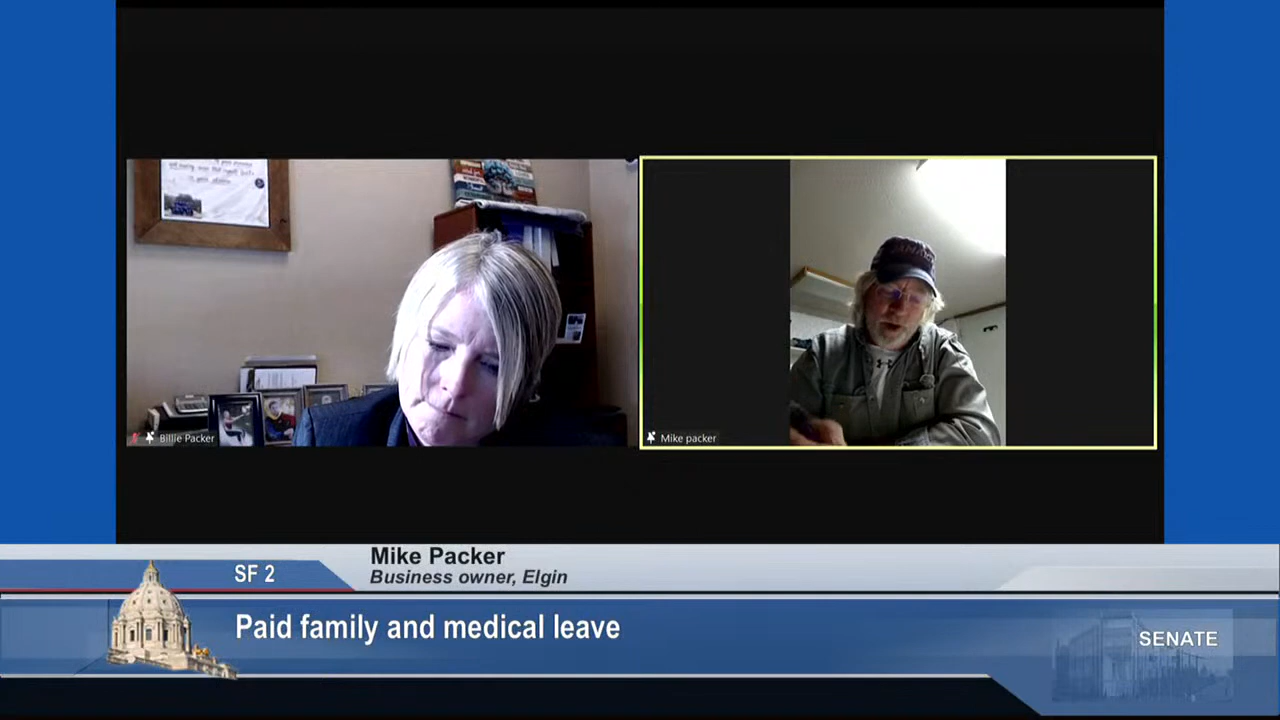 Billie Packer
Mike packer
SF 2
Mike Packer
Business owner, Elgin
Paid family and medical leave
SENATE